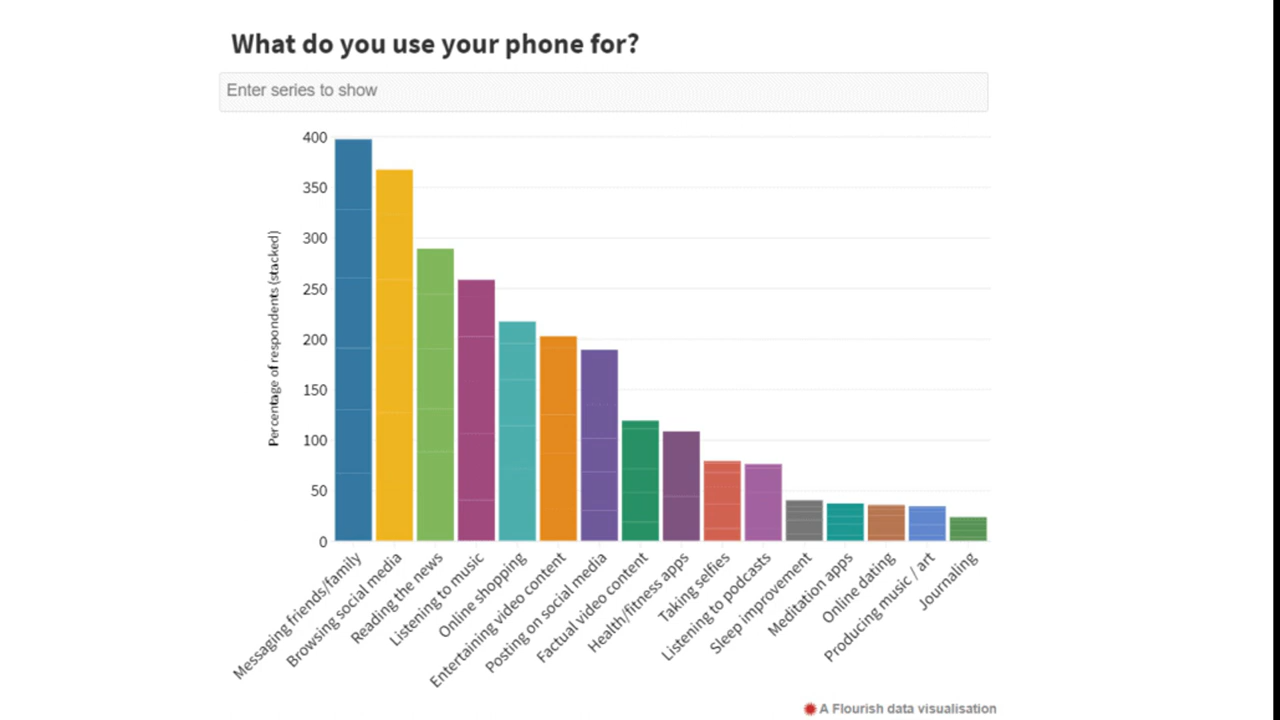 What do you use your phone for?
Enter series to show
Percentage of respondents (stacked)
400
350
300
250
200
150
100
50
0
Messaging friends/family
Browsing social media
Reading the news
Listening to music
Online shopping
Entertaining video content
Posting on social media
Factual video content
Health/fitness apps
Taking selfies
Listening to podcasts
Sleep improvement
Meditation apps
Online dating
Producing music / art
Journaling
A Flourish data visualisation